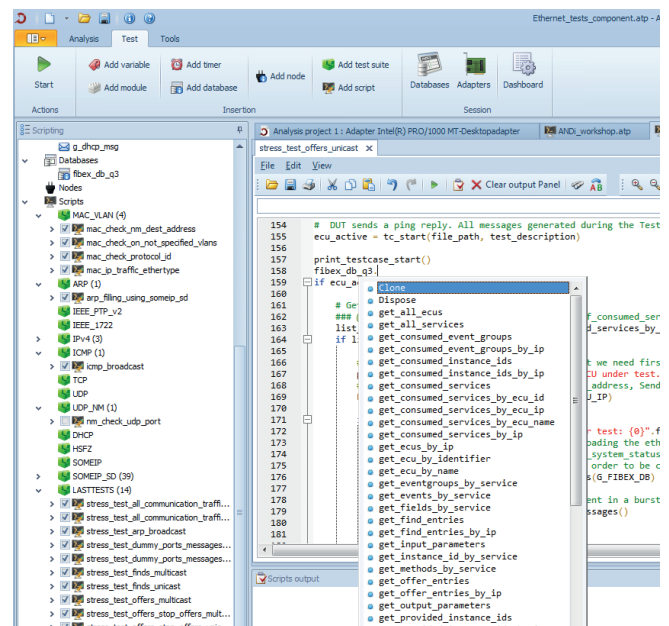 Ethernet_tests_component.atp - A
Analysis Test Tools
Start
Add variable
Add module
Add timer
Add database
Add node
Add test suite
Add script
Databases Adapters Dashboard
Actions Insertion Session
Scripting
g_dhcp_msg
Databases
fibex_db_q3
Nodes
Scripts
MAC_VLAN (4)
mac_check_nm_dest_address
mac_check_on_not_specified_vlans
mac_check_protocol_id
mac_ip_traffic_ethertype
ARP (1)
arp_filing_using_someip_sd
IEEE_PTP_v2
IEEE_1722
IPv4 (3)
ICMP (1)
icmp_broadcast
TCP
UDP
UDP_NM (1)
nm_check_udp_port
DHCP
HSFZ
SOMEIP
SOMEIP_SD (39)
LASTTESTS (14)
stress_test_all_communication_traffi...
stress_test_all_communication_traffi...
stress_test_arp_broadcast
stress_test_dummy_ports_messages...
stress_test_dummy_ports_messages...
stress_test_finds_multicast
stress_test_finds_unicast
stress_test_offers_multicast
stress_test_offers_stop_offers_mult...
Analysis project 1 : Adapter Intel(R) PRO/1000 MT-Desktopadapter
ANDi_workshop.atp
stress_test_offers_unicast
File Edit View
Clear output Panel
154 # DUT sends a ping reply. All messages generated during the Test
155 ecu_active = tc_start(file_path, test_description)
156
157 print_testcase_start()
158 fibex_db_q3.
159 if ecu_a
160
161 # Ge
162 ### f_consumed_ser
163 list_ d_services_by_
164 if li
165
166 t we need firs
167 CU under test.
168 # address, Send
169 U_IP)
170
171
172 r test: {0}".f
173 oading the eth
174 _system_status
175 order to be c
176 s(G_FIBEX_DB)
177
178 ent in a burst
179 ssages()
180
181
Clone
Dispose
get_all_ecus
get_all_services
get_consumed_event_groups
get_consumed_event_groups_by_ip
get_consumed_instance_ids
get_consumed_instance_ids_by_ip
get_consumed_services
get_consumed_services_by_ecu_id
get_consumed_services_by_ecu_ip
get_consumed_services_by_ecu_name
get_consumed_services_by_ip
get_ecus_by_ip
get_ecu_by_identifier
get_ecu_by_name
get_eventgroups_by_service
get_events_by_service
get_fields_by_service
get_find_entries
get_find_entries_by_ip
get_input_parameters
get_instance_id_by_service
get_methods_by_service
get_offer_entries
get_offer_entries_by_ip
get_output_parameters
get_provided_instance_ids
Scripts output